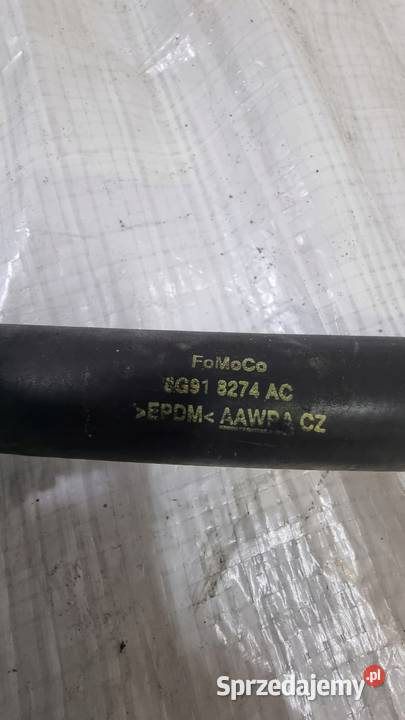 FoMoCo
8G91 8274 AC
>EPDM< AAWPA CZ
Sprzedajemy.pl